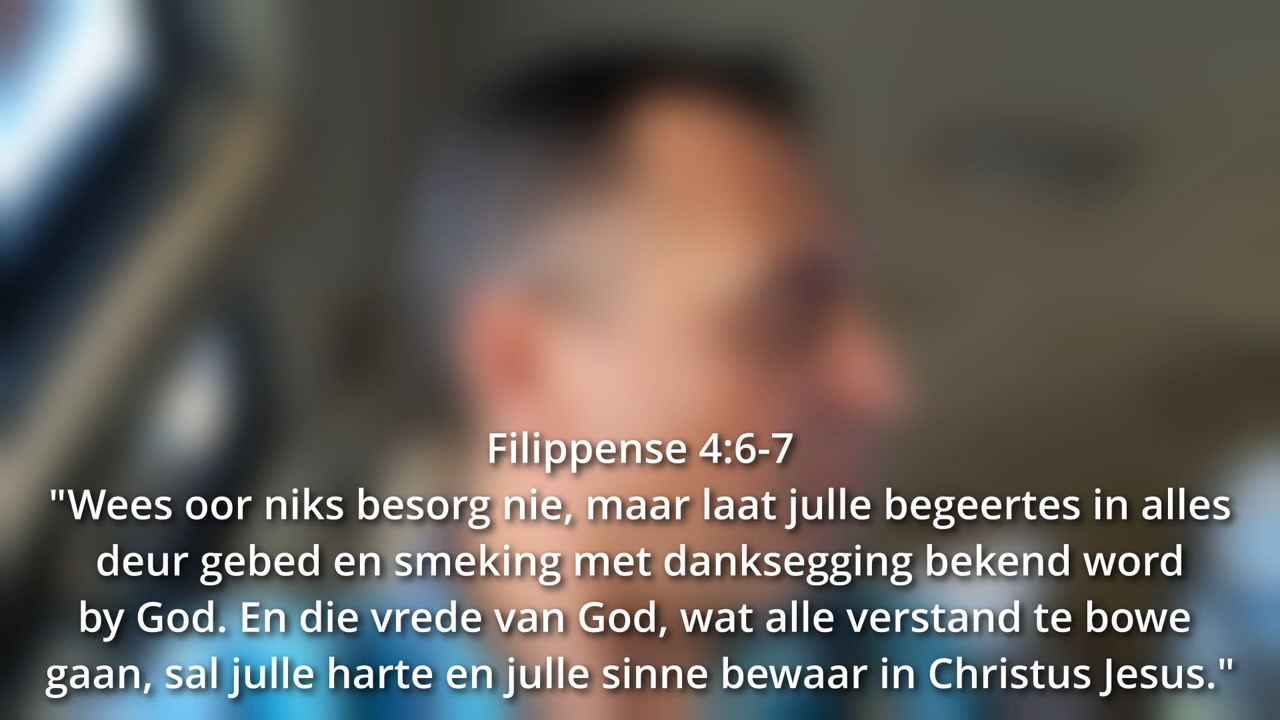 Filippense 4:6-7
"Wees oor niks besorg nie, maar laat julle begeertes in alles
deur gebed en smeking met danksegging bekend word
by God. En die vrede van God, wat alle verstand te bowe
gaan, sal julle harte en julle sinne bewaar in Christus Jesus."